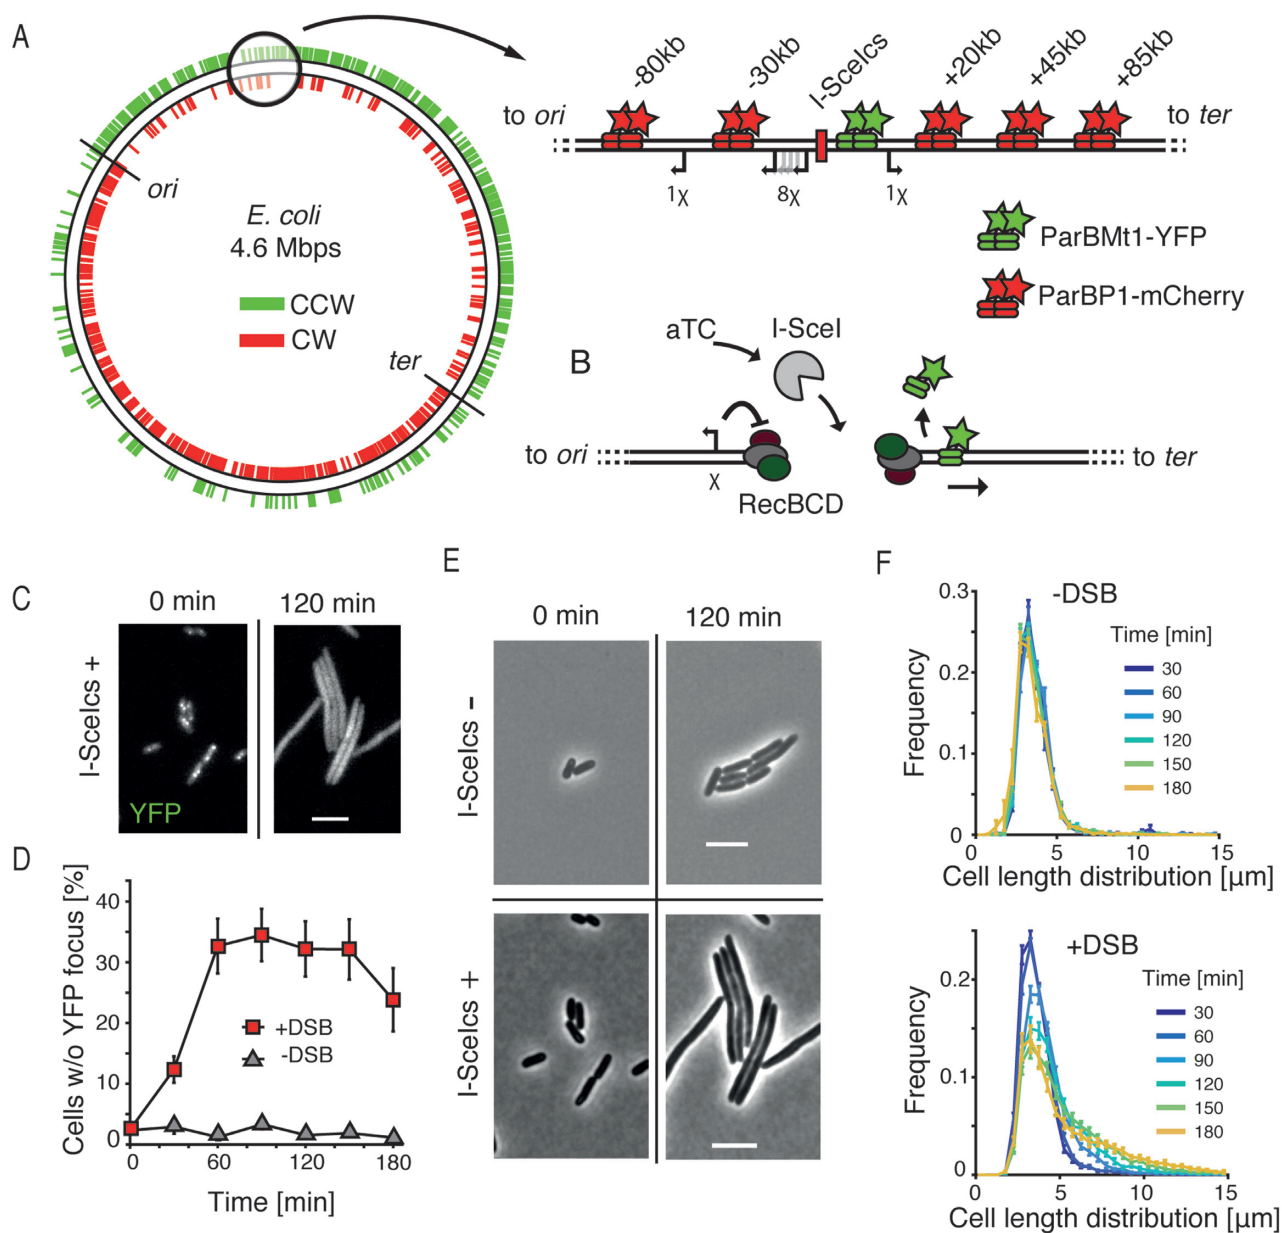 A
E. coli
4.6 Mbps
CCW
CW
ori
ter
-80kb
-30kb
I-SceIcs
+20kb
+45kb
+85kb
to ori
to ter
1χ
8χ
1χ
ParBMt1-YFP
ParBP1-mCherry
B
aTC
I-SceI
to ori
to ter
χ
RecBCD
C
0 min
120 min
I-SceIcs +
YFP
D
Cells w/o YFP focus [%]
40
30
20
10
0
+DSB
-DSB
0
60
120
180
Time [min]
E
0 min
120 min
I-SceIcs -
I-SceIcs +
F
-DSB
Time [min]
30
60
90
120
150
180
Frequency
0.3
0.2
0.1
0
0
5
10
15
Cell length distribution [µm]
+DSB
Time [min]
30
60
90
120
150
180
Frequency
0.2
0.1
0
0
5
10
15
Cell length distribution [µm]